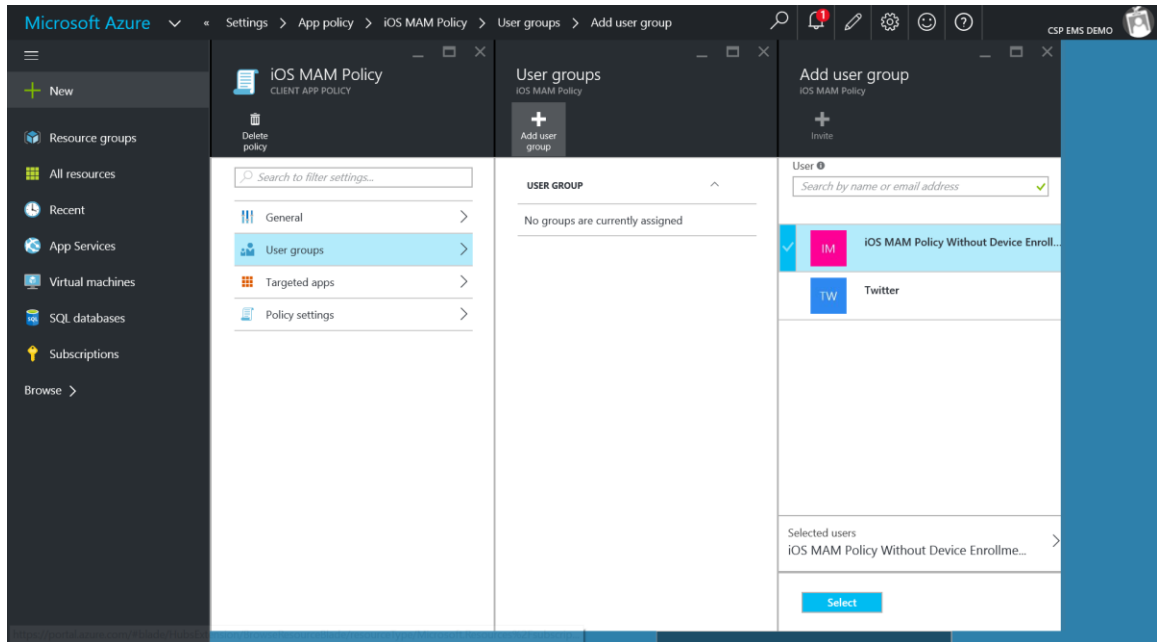 Microsoft Azure « Settings > App policy > iOS MAM Policy > User groups > Add user group 1 CSP EMS DEMO
New
Resource groups
All resources
Recent
App Services
Virtual machines
SQL databases
Subscriptions
Browse >
iOS MAM Policy
CLIENT APP POLICY
Delete
policy
Search to filter settings...
General
User groups
Targeted apps
Policy settings
User groups
iOS MAM Policy
Add user
group
USER GROUP
No groups are currently assigned
Add user group
iOS MAM Policy
Invite
User
Search by name or email address
IM iOS MAM Policy Without Device Enroll...
TW Twitter
Selected users
iOS MAM Policy Without Device Enrollme...
Select